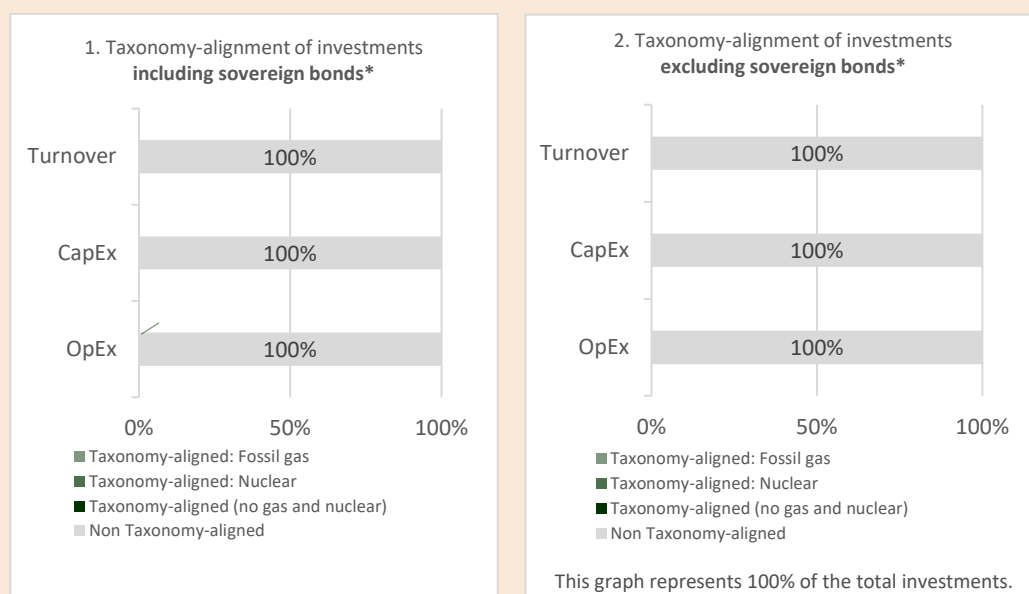 1. Taxonomy-alignment of investments
including sovereign bonds*
Turnover
100%
CapEx
100%
OpEx
100%
0%
50%
100%
Taxonomy-aligned: Fossil gas
Taxonomy-aligned: Nuclear
Taxonomy-aligned (no gas and nuclear)
Non Taxonomy-aligned
2. Taxonomy-alignment of investments
excluding sovereign bonds*
Turnover
100%
CapEx
100%
OpEx
100%
0%
50%
100%
Taxonomy-aligned: Fossil gas
Taxonomy-aligned: Nuclear
Taxonomy-aligned (no gas and nuclear)
Non Taxonomy-aligned
This graph represents 100% of the total investments.